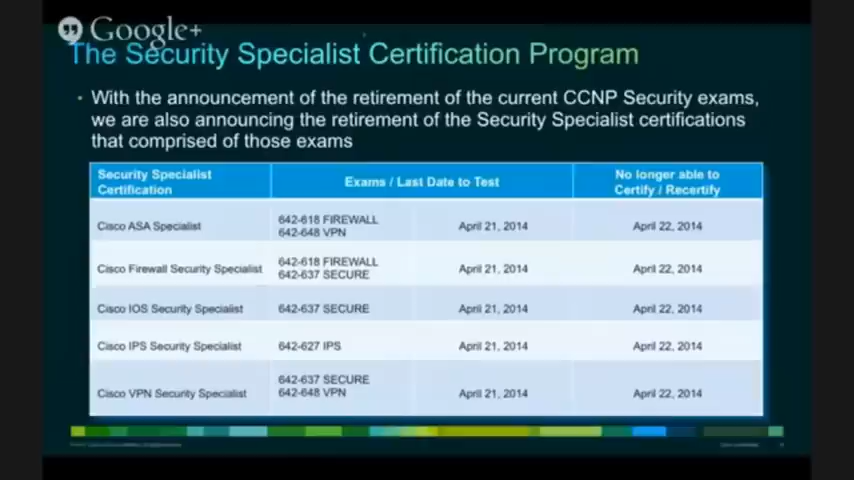 Google+
The Security Specialist Certification Program
• With the announcement of the retirement of the current CCNP Security exams,
we are also announcing the retirement of the Security Specialist certifications
that comprised of those exams
Security Specialist
Certification
Exams / Last Date to Test
No longer able to
Certify / Recertify
Cisco ASA Specialist
642-618 FIREWALL
642-648 VPN
April 21, 2014
April 22, 2014
Cisco Firewall Security Specialist
642-618 FIREWALL
642-637 SECURE
April 21, 2014
April 22, 2014
Cisco IOS Security Specialist
642-637 SECURE
April 21, 2014
April 22, 2014
Cisco IPS Security Specialist
642-627 IPS
April 21, 2014
April 22, 2014
Cisco VPN Security Specialist
642-637 SECURE
642-648 VPN
April 21, 2014
April 22, 2014